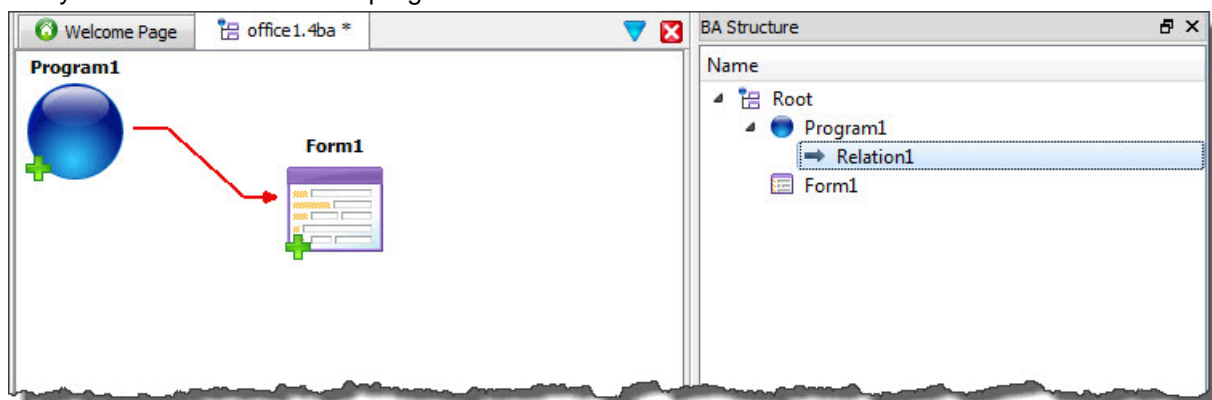 Welcome Page
office1.4ba *
BA Structure
Program1
Form1
Name
Root
Program1
Relation1
Form1